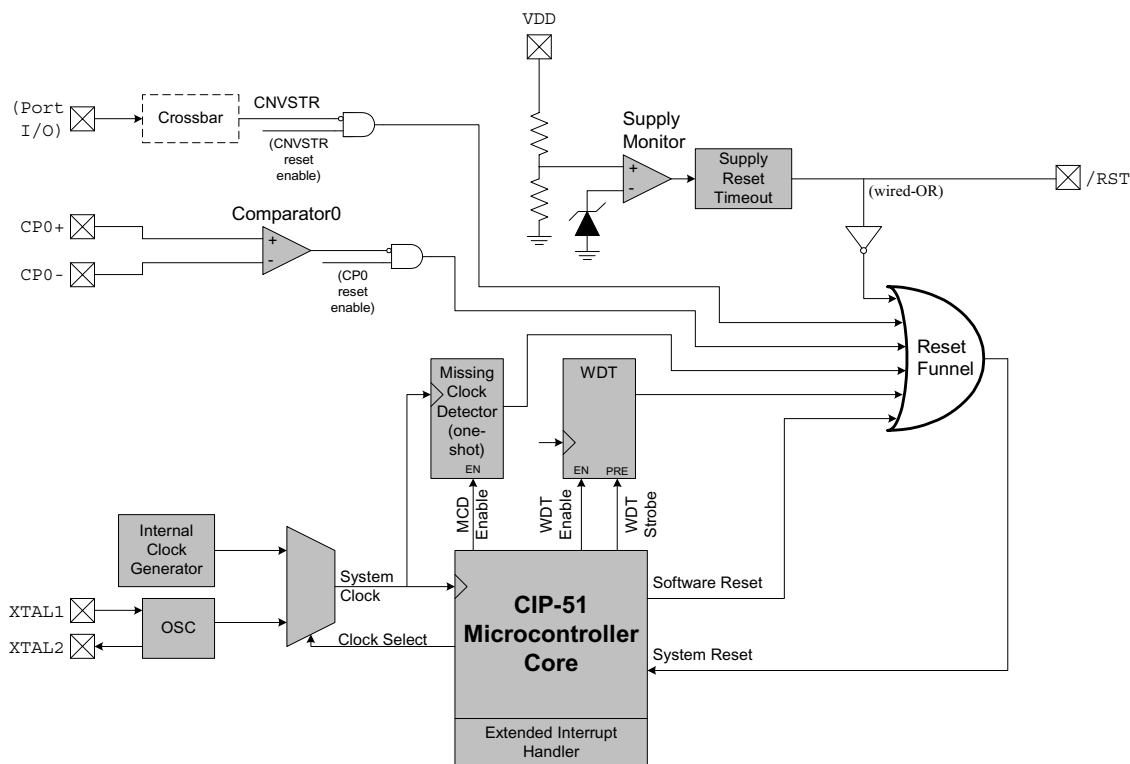 VDD
(Port
I/O)
Crossbar
CNVSTR
(CNVSTR
reset
enable)
Supply
Monitor
+
-
Supply
Reset
Timeout
(wired-OR)
/RST
CP0+
CP0-
Comparator0
+
-
(CP0
reset
enable)
Reset
Funnel
Missing
Clock
Detector
(one-
shot)
EN
WDT
EN
PRE
MCD
Enable
WDT
Enable
WDT
Strobe
Internal
Clock
Generator
System
Clock
XTAL1
XTAL2
OSC
Clock Select
CIP-51
Microcontroller
Core
Software Reset
System Reset
Extended Interrupt
Handler